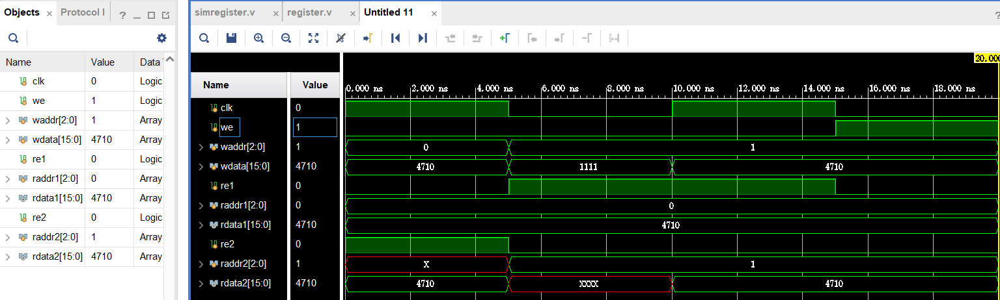 Objects Protocol I ?
simregister.v register.v Untitled 11 ?
Name Value Data
clk 0 Logic
we 1 Logic
waddr[2:0] 1 Array
wdata[15:0] 4710 Array
re1 0 Logic
raddr1[2:0] 0 Array
rdata1[15:0] 4710 Array
re2 0 Logic
raddr2[2:0] 1 Array
rdata2[15:0] 4710 Array
20.000
Name Value 0.000 ns 2.000 ns 4.000 ns 6.000 ns 8.000 ns 10.000 ns 12.000 ns 14.000 ns 16.000 ns 18.000 ns
clk 0
we 1
waddr[2:0] 1 0 1
wdata[15:0] 4710 4710 1111 4710
re1 0
raddr1[2:0] 0 0
rdata1[15:0] 4710 4710
re2 0
raddr2[2:0] 1 X 1
rdata2[15:0] 4710 4710 XXXX 4710